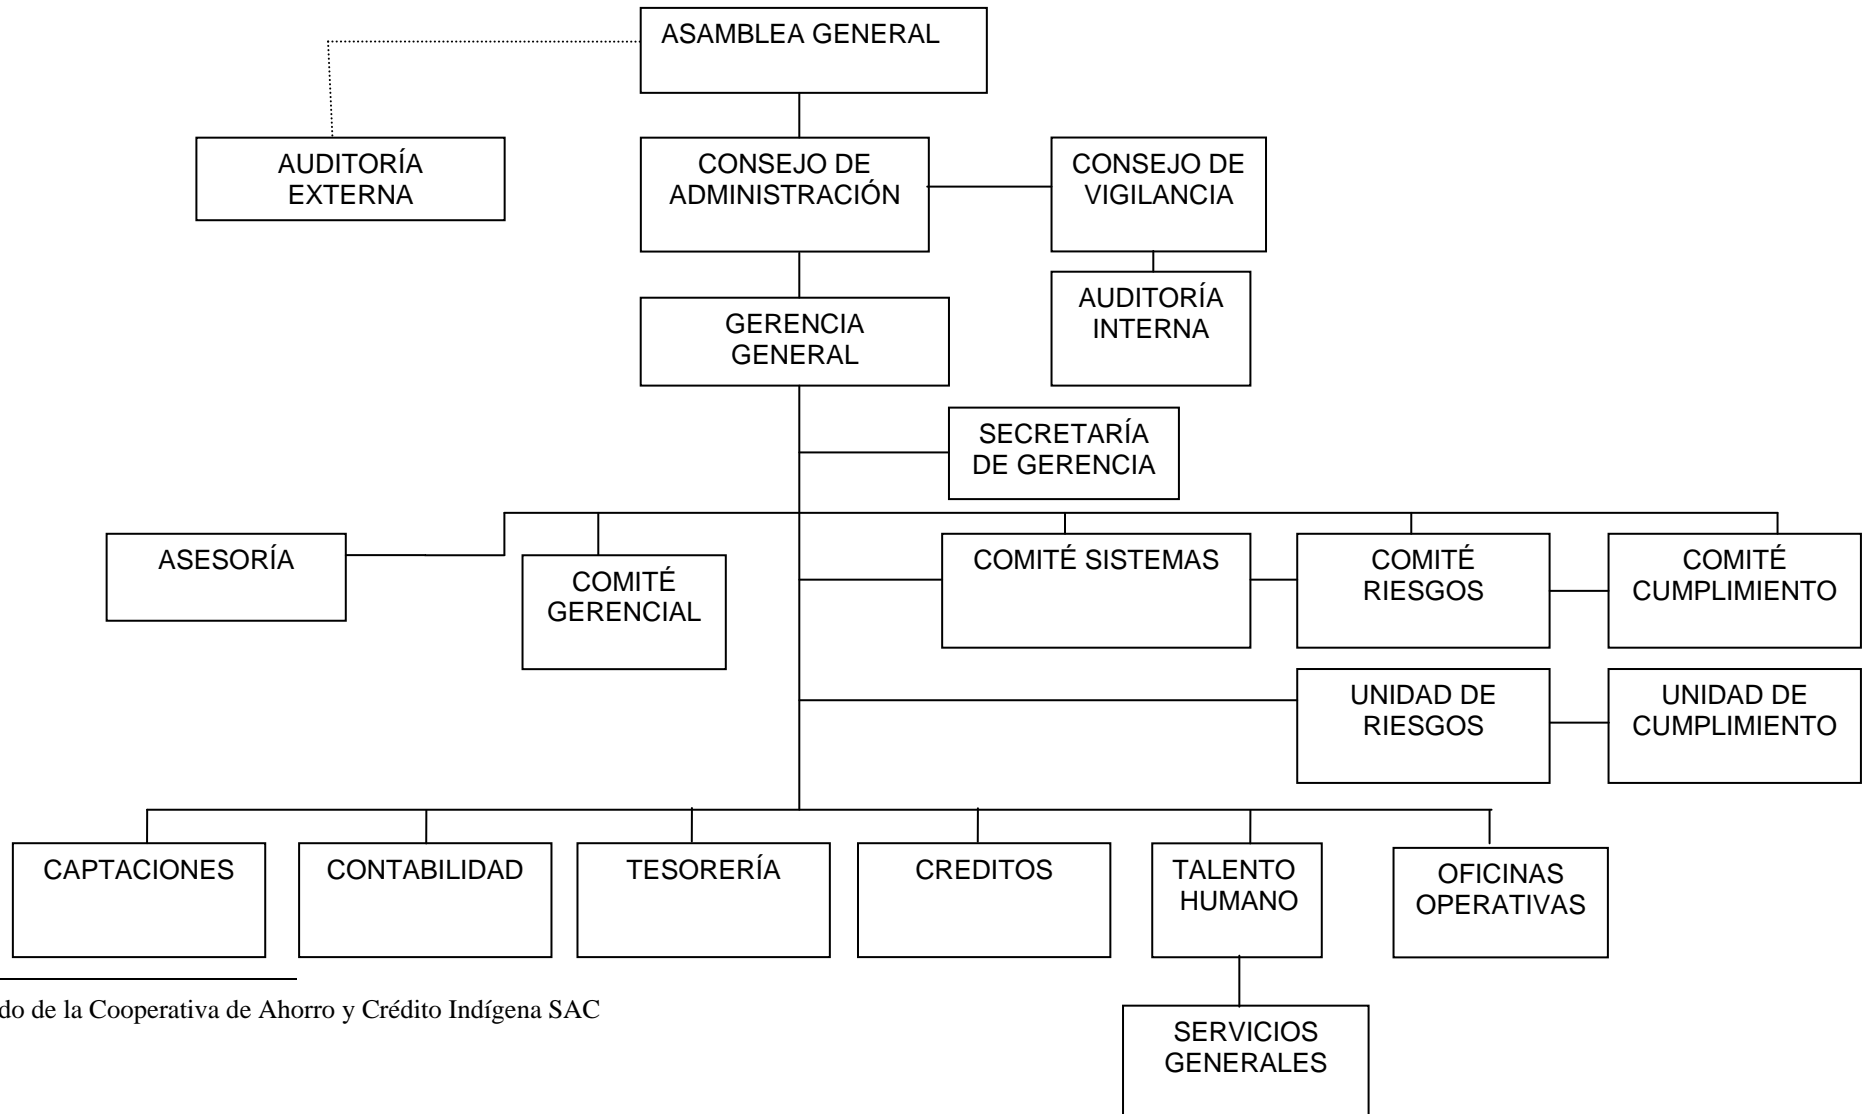 ASAMBLEA GENERAL
AUDITORÍA
EXTERNA
CONSEJO DE
ADMINISTRACIÓN
CONSEJO DE
VIGILANCIA
AUDITORÍA
INTERNA
GERENCIA
GENERAL
SECRETARÍA
DE GERENCIA
ASESORÍA
COMITÉ
GERENCIAL
COMITÉ SISTEMAS
COMITÉ
RIESGOS
COMITÉ
CUMPLIMIENTO
UNIDAD DE
RIESGOS
UNIDAD DE
CUMPLIMIENTO
CAPTACIONES
CONTABILIDAD
TESORERÍA
CREDITOS
TALENTO
HUMANO
OFICINAS
OPERATIVAS
do de la Cooperativa de Ahorro y Crédito Indígena SAC
SERVICIOS
GENERALES